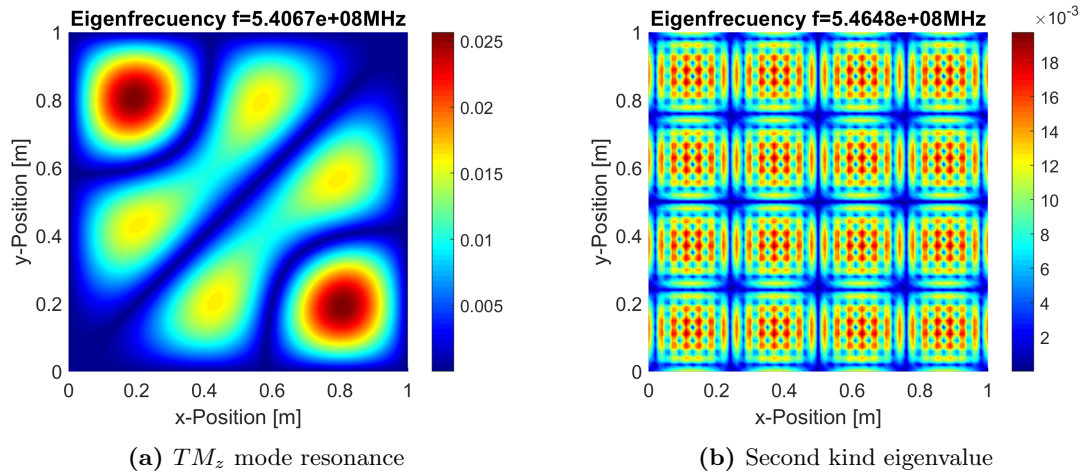 Eigenfrecuency f=5.4067e+08MHz
1
0.8
0.6
0.4
0.2
0
0 0.2 0.4 0.6 0.8 1
y-Position [m]
x-Position [m]
0.025
0.02
0.015
0.01
0.005
(a) TM_z mode resonance
Eigenfrecuency f=5.4648e+08MHz
×10⁻³
1
0.8
0.6
0.4
0.2
0
0 0.2 0.4 0.6 0.8 1
y-Position [m]
x-Position [m]
18
16
14
12
10
8
6
4
2
(b) Second kind eigenvalue